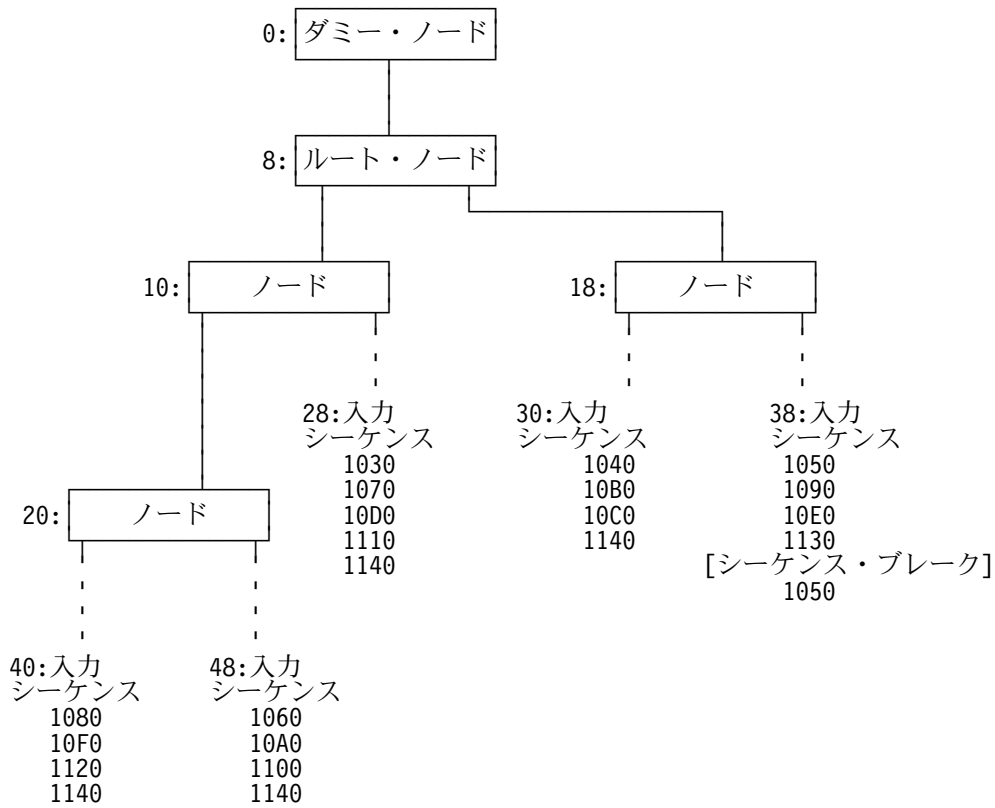 0: ダミー・ノード
8: ルート・ノード
10: ノード
18: ノード
28:入力
シーケンス
1030
1070
10D0
1110
1140
30:入力
シーケンス
1040
10B0
10C0
1140
38:入力
シーケンス
1050
1090
10E0
1130
[シーケンス・ブレーク]
1050
20: ノード
40:入力
シーケンス
1080
10F0
1120
1140
48:入力
シーケンス
1060
10A0
1100
1140